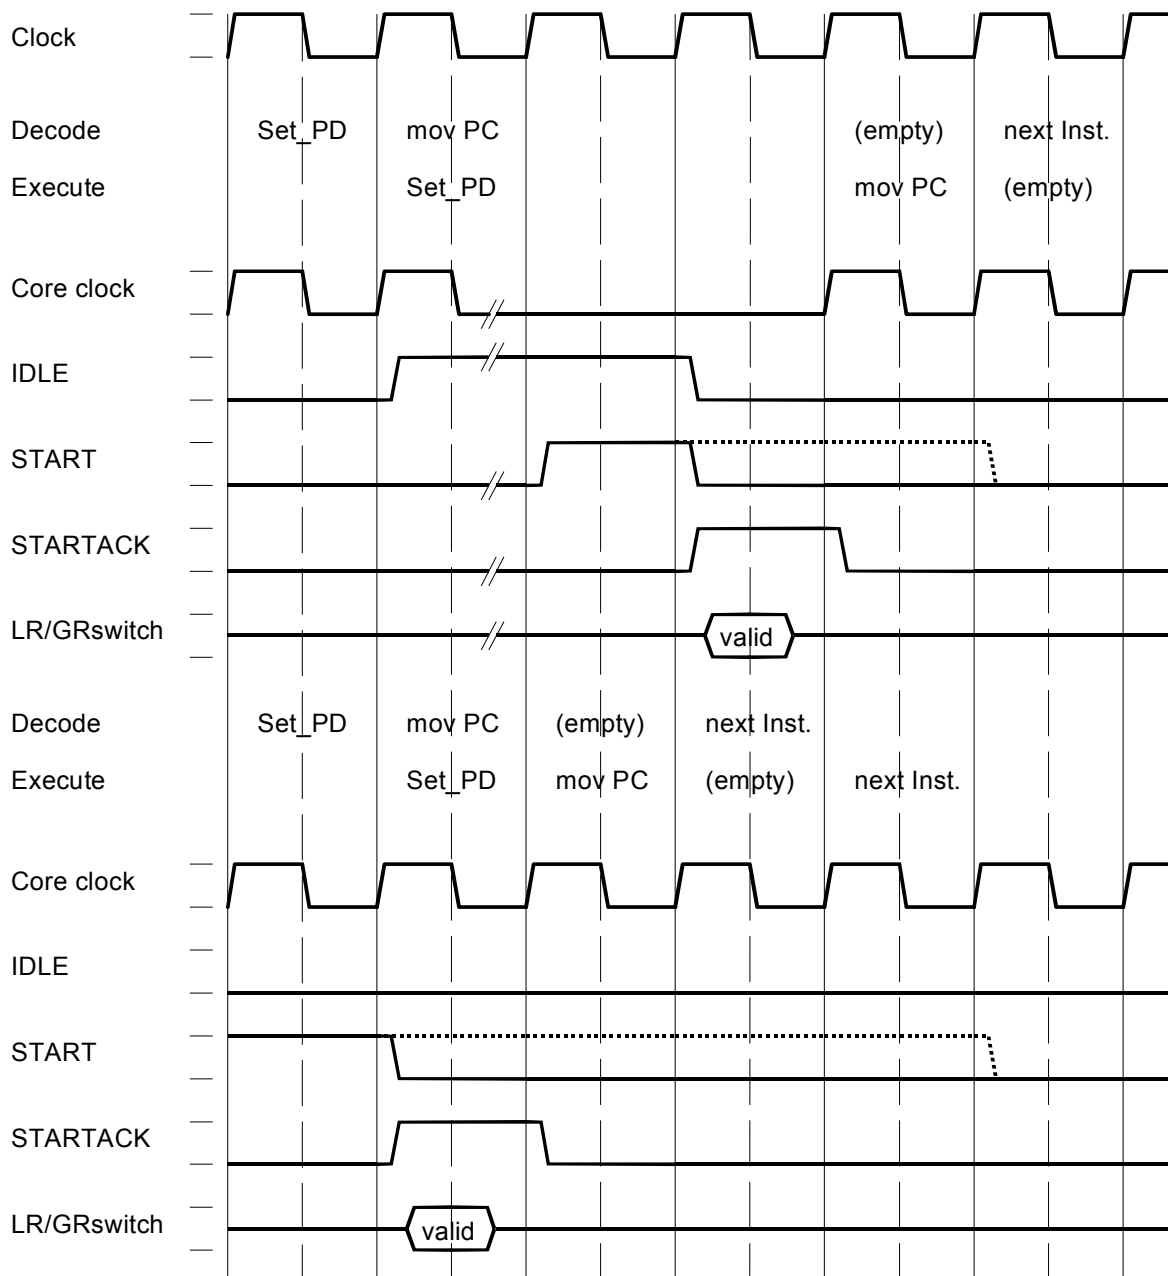 Clock
Decode Set_PD mov PC (empty) next Inst.
Execute Set_PD mov PC (empty)
Core clock
IDLE
START
STARTACK
LR/GRswitch valid
Decode Set_PD mov PC (empty) next Inst.
Execute Set_PD mov PC (empty) next Inst.
Core clock
IDLE
START
STARTACK
LR/GRswitch valid